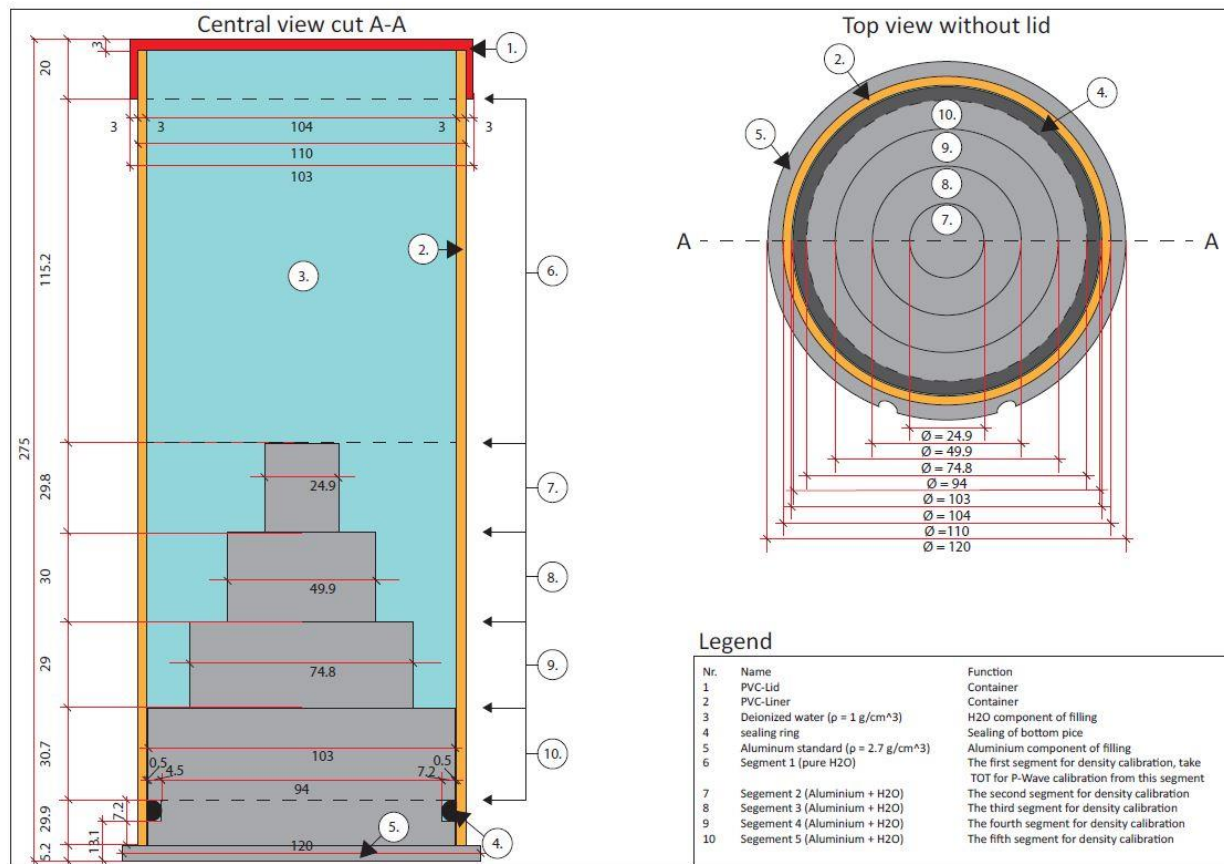 Central view cut A-A
3
20
1.
3
3
104
3
3
110
103
2.
3.
6.
115.2
275
29.8
24.9
7.
30
49.9
8.
29
74.8
9.
30.7
103
10.
0.5
4.5
0.5
7.2
94
7.2
29.9
13.1
5.2
5.
4.
120
Top view without lid
2.
4.
5.
10.
9.
8.
7.
A
A
Ø = 24.9
Ø = 49.9
Ø = 74.8
Ø = 94
Ø = 103
Ø = 104
Ø =110
Ø = 120
Legend
Nr. Name Function
1 PVC-Lid Container
2 PVC-Liner Container
3 Deionized water (ρ = 1 g/cm^3) H2O component of filling
4 sealing ring Sealing of bottom pice
5 Aluminum standard (ρ = 2.7 g/cm^3) Aluminium component of filling
6 Segment 1 (pure H2O) The first segment for density calibration, take
TOT for P-Wave calibration from this segment
7 Segement 2 (Aluminium + H2O) The second segment for density calibration
8 Segement 3 (Aluminium + H2O) The third segment for density calibration
9 Segement 4 (Aluminium + H2O) The fourth segment for density calibration
10 Segement 5 (Aluminium + H2O) The fifth segment for density calibration